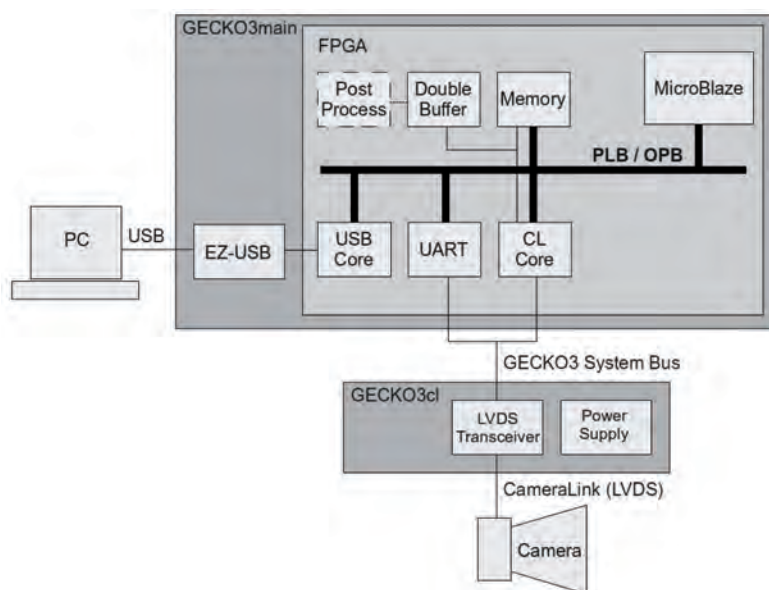 GECKO3main
FPGA
Post
Process
Double
Buffer
Memory
MicroBlaze
PLB / OPB
PC
USB
EZ-USB
USB
Core
UART
CL
Core
GECKO3 System Bus
GECKO3cl
LVDS
Transceiver
Power
Supply
CameraLink (LVDS)
Camera